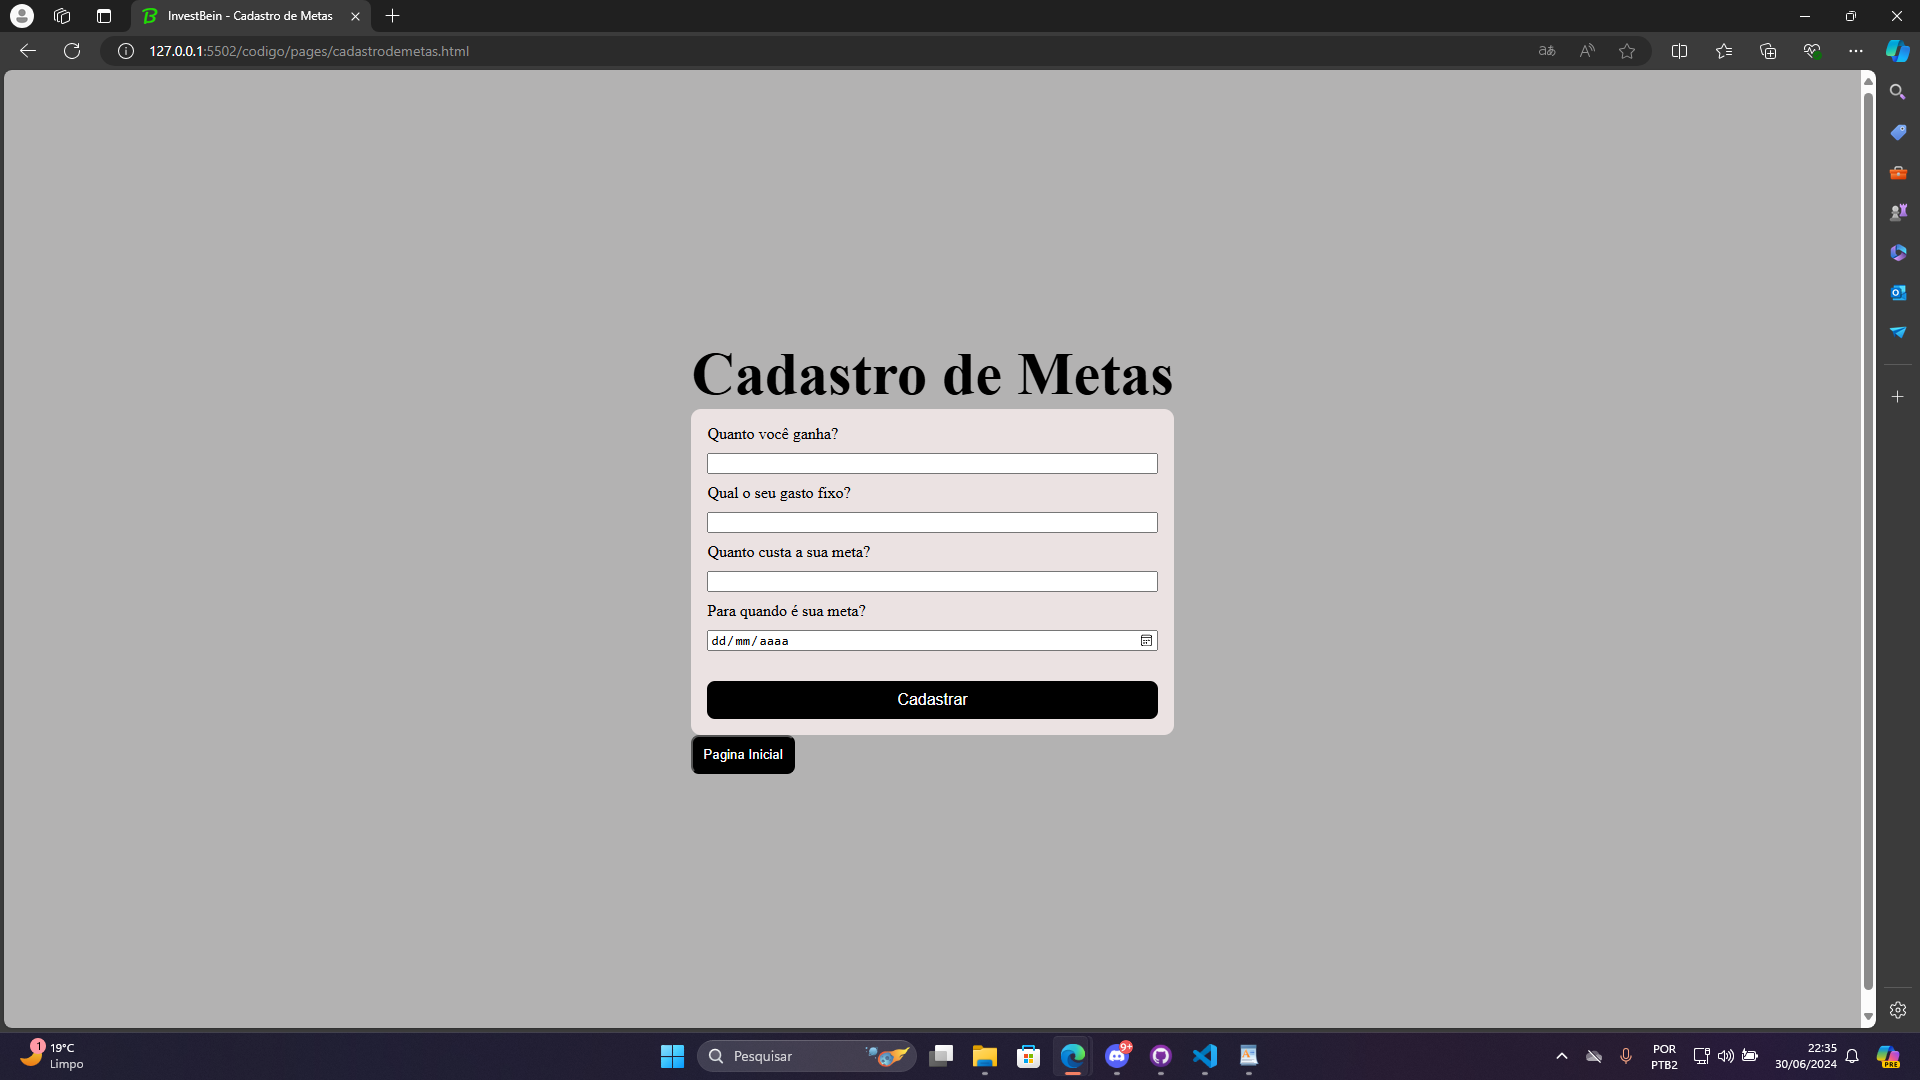 InvestBein - Cadastro de Metas
127.0.0.1:5502/codigo/pages/cadastrodemetas.html
Cadastro de Metas
Quanto você ganha?
Qual o seu gasto fixo?
Quanto custa a sua meta?
Para quando é sua meta?
dd/mm/aaaa
Cadastrar
Pagina Inicial
1
19°C
Limpo
Pesquisar
9+
POR
PTB2
22:35
30/06/2024
PRE